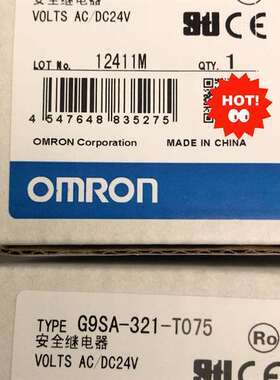 安全继电器
VOLTS AC/DC24V
LOT No. 12411M QTY. 1
HOT!
4 547648 835275
OMRON Corporation MADE IN CHINA
OMRON
TYPE G9SA-321-T075
安全继电器
VOLTS AC/DC24V
Ro